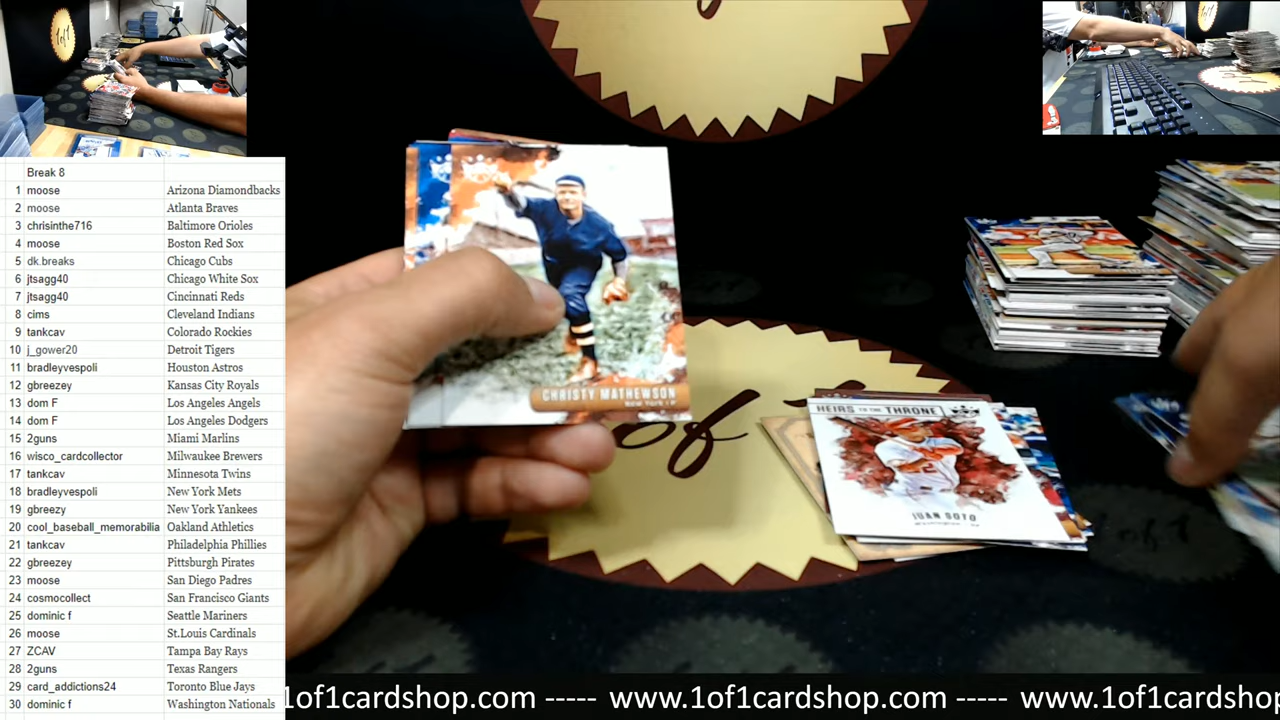 Break 8
1 moose Arizona Diamondbacks
2 moose Atlanta Braves
3 chrisinthe716 Baltimore Orioles
4 moose Boston Red Sox
5 dk.breaks Chicago Cubs
6 jtsagg40 Chicago White Sox
7 jtsagg40 Cincinnati Reds
8 cims Cleveland Indians
9 tankcav Colorado Rockies
10 j_gower20 Detroit Tigers
11 bradleyvespoli Houston Astros
12 gbreezey Kansas City Royals
13 dom F Los Angeles Angels
14 dom F Los Angeles Dodgers
15 2guns Miami Marlins
16 wisco_cardcollector Milwaukee Brewers
17 tankcav Minnesota Twins
18 bradleyvespoli New York Mets
19 gbreezy New York Yankees
20 cool_baseball_memorabilia Oakland Athletics
21 tankcav Philadelphia Phillies
22 gbreezey Pittsburgh Pirates
23 moose San Diego Padres
24 cosmocollect San Francisco Giants
25 dominic f Seattle Mariners
26 moose St.Louis Cardinals
27 ZCAV Tampa Bay Rays
28 2guns Texas Rangers
29 card_addictions24 Toronto Blue Jays
30 dominic f Washington Nationals
1of1
CHRISTY MATHEWSON
NEW YORK
of
HEIRS TO THE THRONE
JUAN SOTO
1of1cardshop.com ----- www.1of1cardshop.com ----- www.1of1cardshop